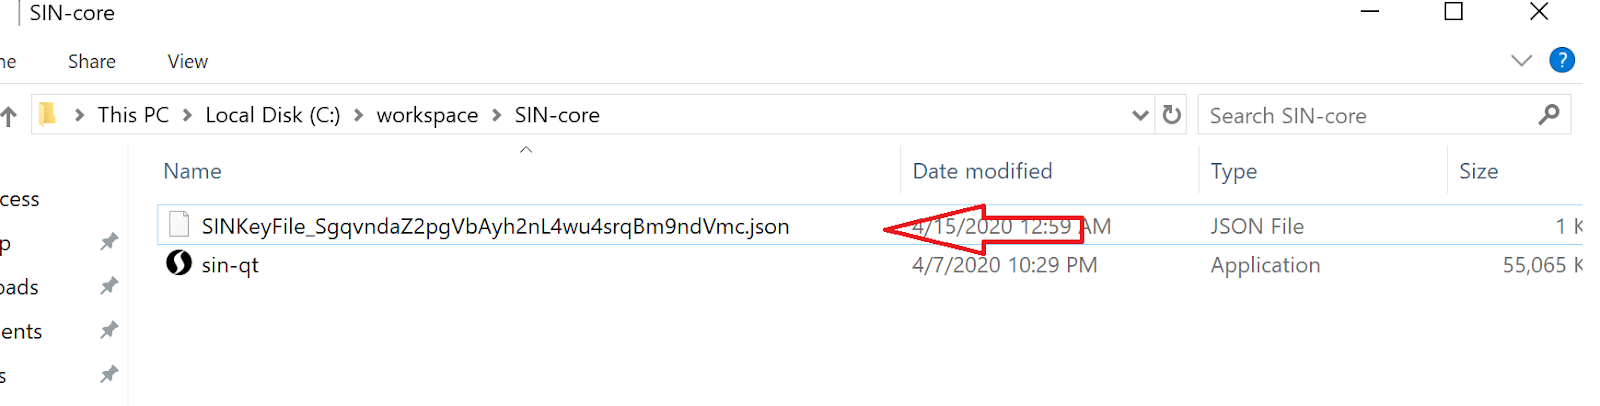 SIN-core
ne Share View
This PC > Local Disk (C:) > workspace > SIN-core Search SIN-core
Name Date modified Type Size
cess
SINKeyFile_SgqvndaZ2pgVbAyh2nL4wu4srqBm9ndVmc.json 4/15/2020 12:59 AM JSON File 1 K
p
sin-qt 4/7/2020 10:29 PM Application 55,065 K
oads
ents
s